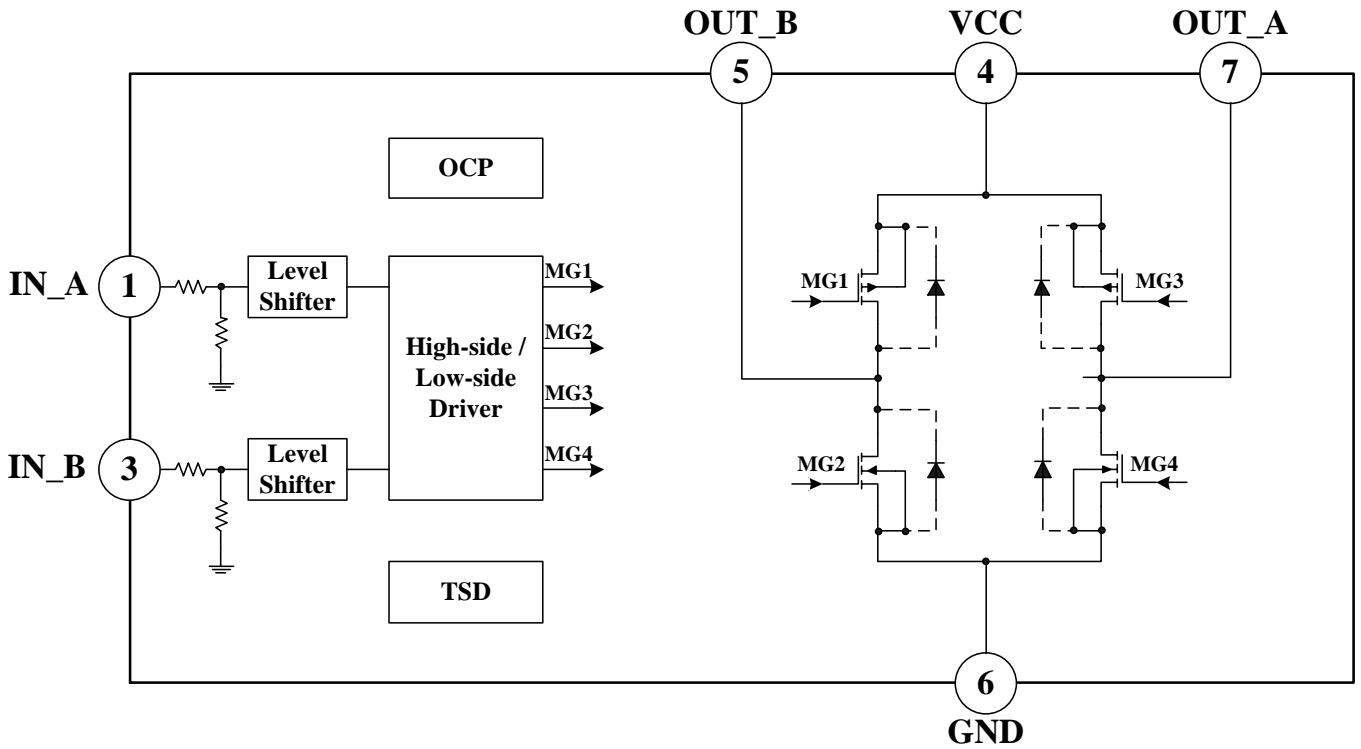 OUT_B
VCC
OUT_A
5
4
7
OCP
IN_A
1
Level
Shifter
MG1
MG2
High-side /
Low-side
Driver
MG3
MG4
IN_B
3
Level
Shifter
TSD
MG1
MG3
MG2
MG4
6
GND